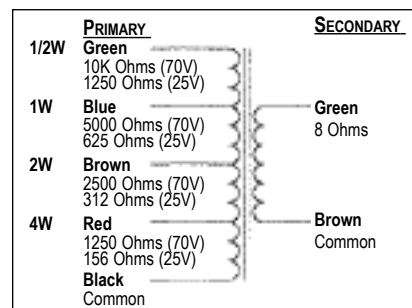 PRIMARY
SECONDARY
1/2W Green
10K Ohms (70V)
1250 Ohms (25V)
1W Blue
5000 Ohms (70V)
625 Ohms (25V)
2W Brown
2500 Ohms (70V)
312 Ohms (25V)
4W Red
1250 Ohms (70V)
156 Ohms (25V)
Black
Common
Green
8 Ohms
Brown
Common